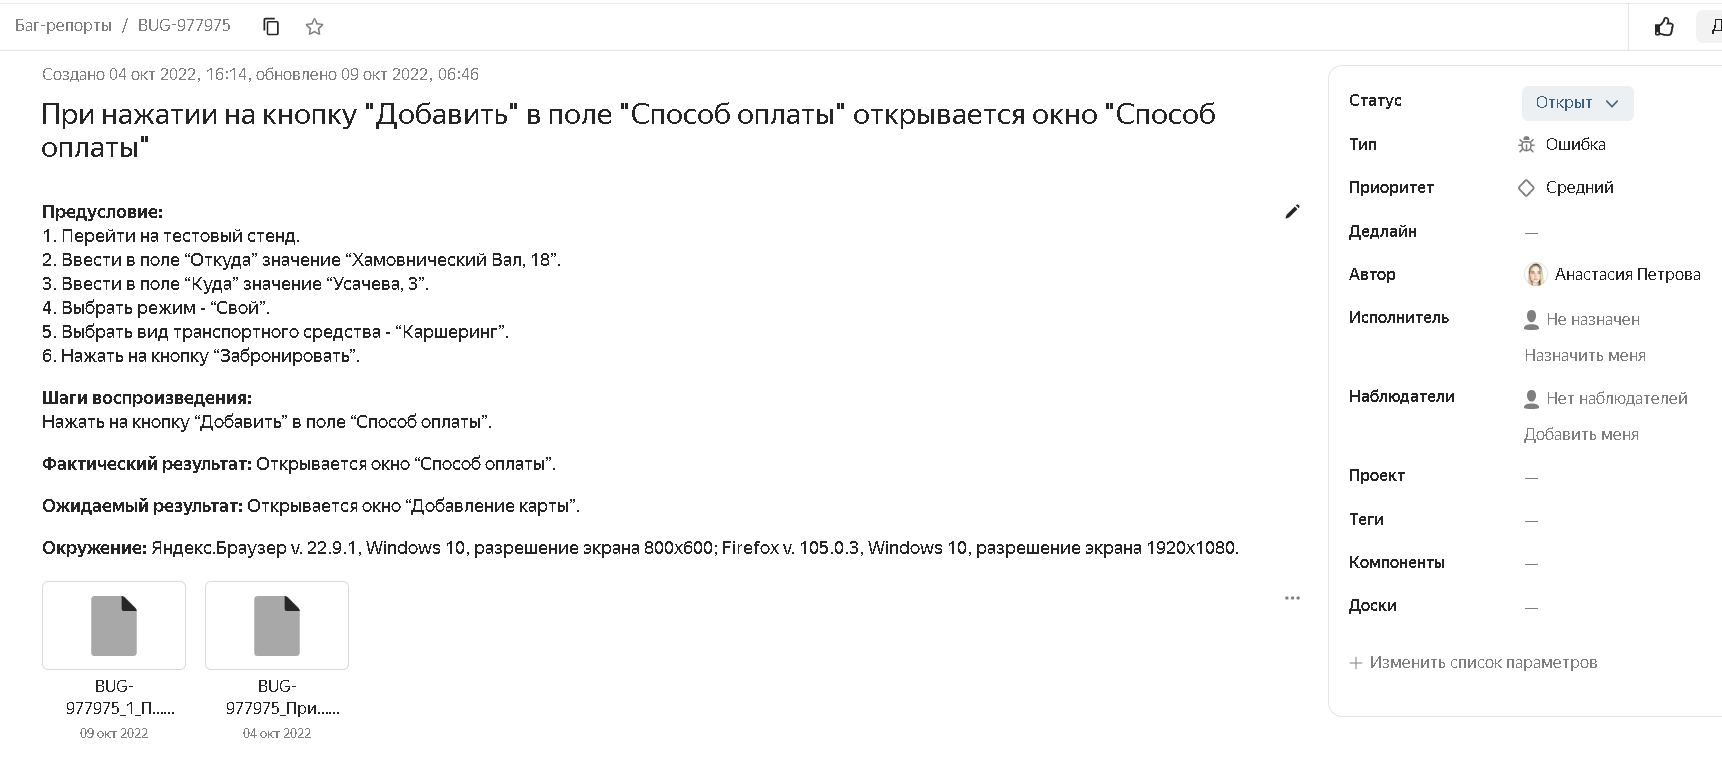 Баг-репорты / BUG-977975
Создано 04 окт 2022, 16:14, обновлено 09 окт 2022, 06:46
При нажатии на кнопку "Добавить" в поле "Способ оплаты" открывается окно "Способ
оплаты"
Предусловие:
1. Перейти на тестовый стенд.
2. Ввести в поле “Откуда” значение “Хамовнический Вал, 18”.
3. Ввести в поле “Куда” значение “Усачева, 3”.
4. Выбрать режим - “Свой”.
5. Выбрать вид транспортного средства - “Каршеринг”.
6. Нажать на кнопку “Забронировать”.
Шаги воспроизведения:
Нажать на кнопку “Добавить” в поле “Способ оплаты”.
Фактический результат: Открывается окно “Способ оплаты”.
Ожидаемый результат: Открывается окно “Добавление карты”.
Окружение: Яндекс.Браузер v. 22.9.1, Windows 10, разрешение экрана 800x600; Firefox v. 105.0.3, Windows 10, разрешение экрана 1920x1080.
BUG-
977975_1_П......
09 окт 2022
BUG-
977975_При......
04 окт 2022
Статус Открыт
Тип Ошибка
Приоритет Средний
Дедлайн —
Автор Анастасия Петрова
Исполнитель Не назначен
Назначить меня
Наблюдатели Нет наблюдателей
Добавить меня
Проект —
Теги —
Компоненты —
Доски —
+ Изменить список параметров